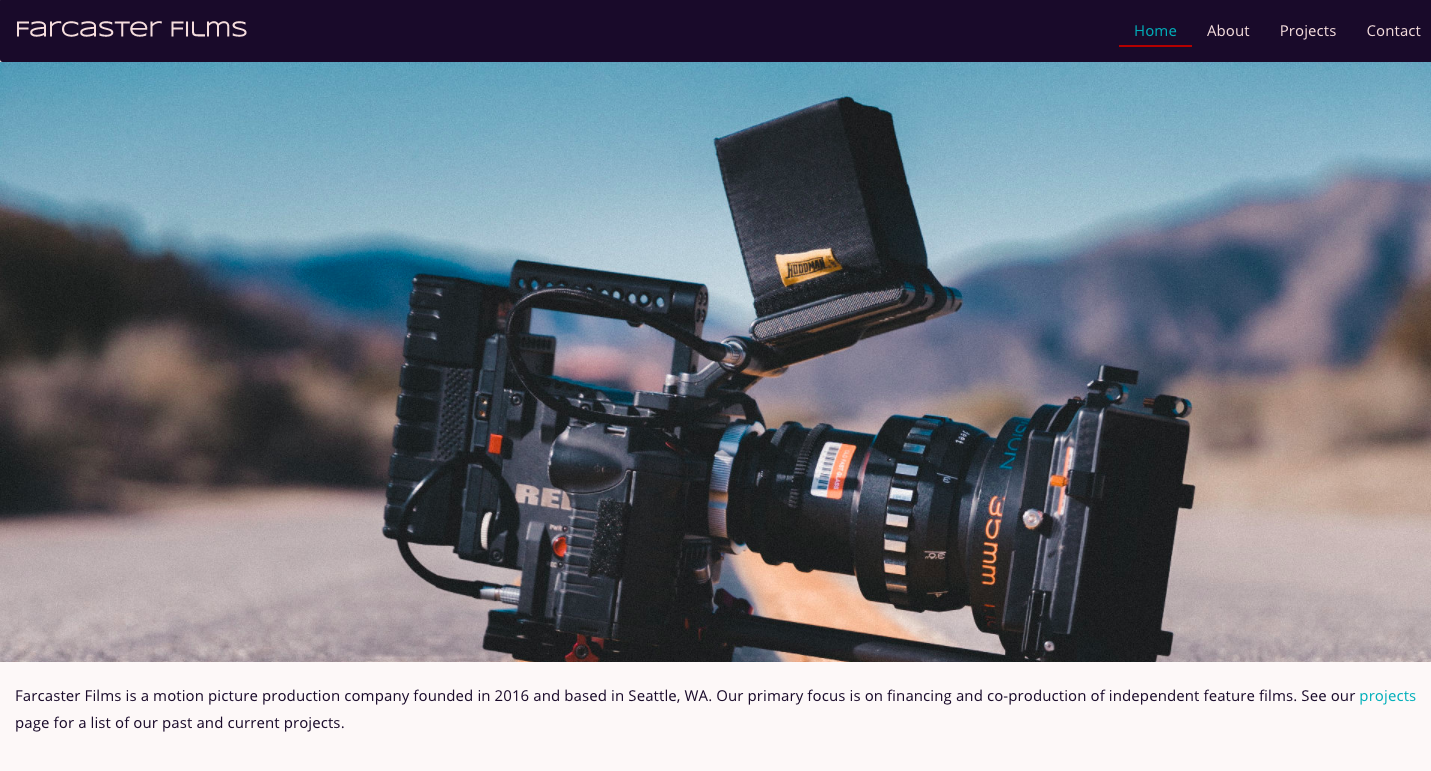 Farcaster Films
Home About Projects Contact
HOODMAN
RED
35mm
Farcaster Films is a motion picture production company founded in 2016 and based in Seattle, WA. Our primary focus is on financing and co-production of independent feature films. See our projects
page for a list of our past and current projects.